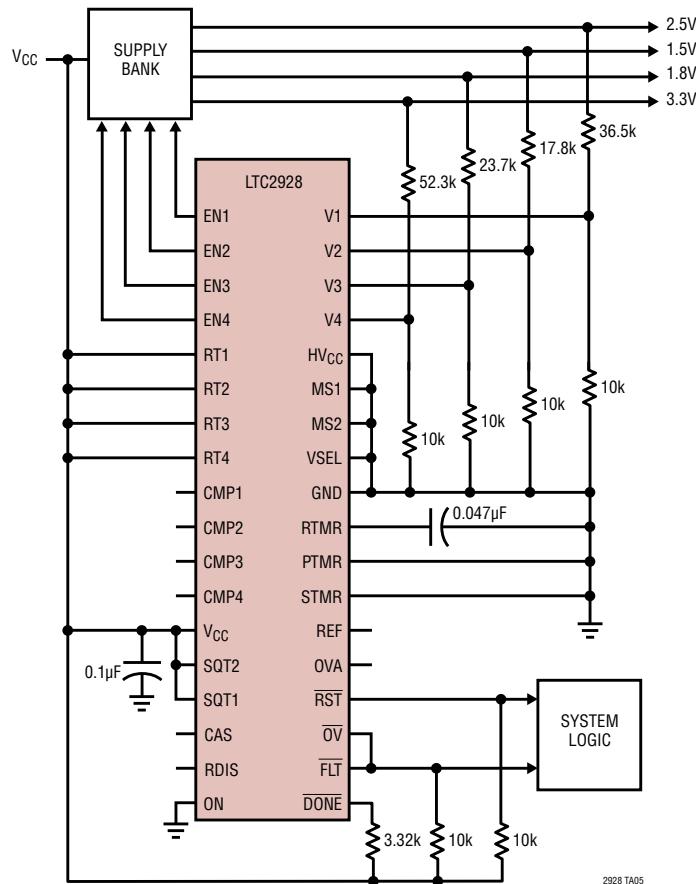 2.5V
1.5V
1.8V
3.3V
VCC
SUPPLY
BANK
36.5k
17.8k
23.7k
52.3k
LTC2928
EN1
EN2
EN3
EN4
RT1
RT2
RT3
RT4
CMP1
CMP2
CMP3
CMP4
VCC
SQT2
SQT1
CAS
RDIS
ON
V1
V2
V3
V4
HVCC
MS1
MS2
VSEL
GND
RTMR
PTMR
STMR
REF
OVA
RST
OV
FLT
DONE
10k
10k
10k
10k
0.047µF
0.1µF
SYSTEM
LOGIC
3.32k
10k
10k
2928 TA05